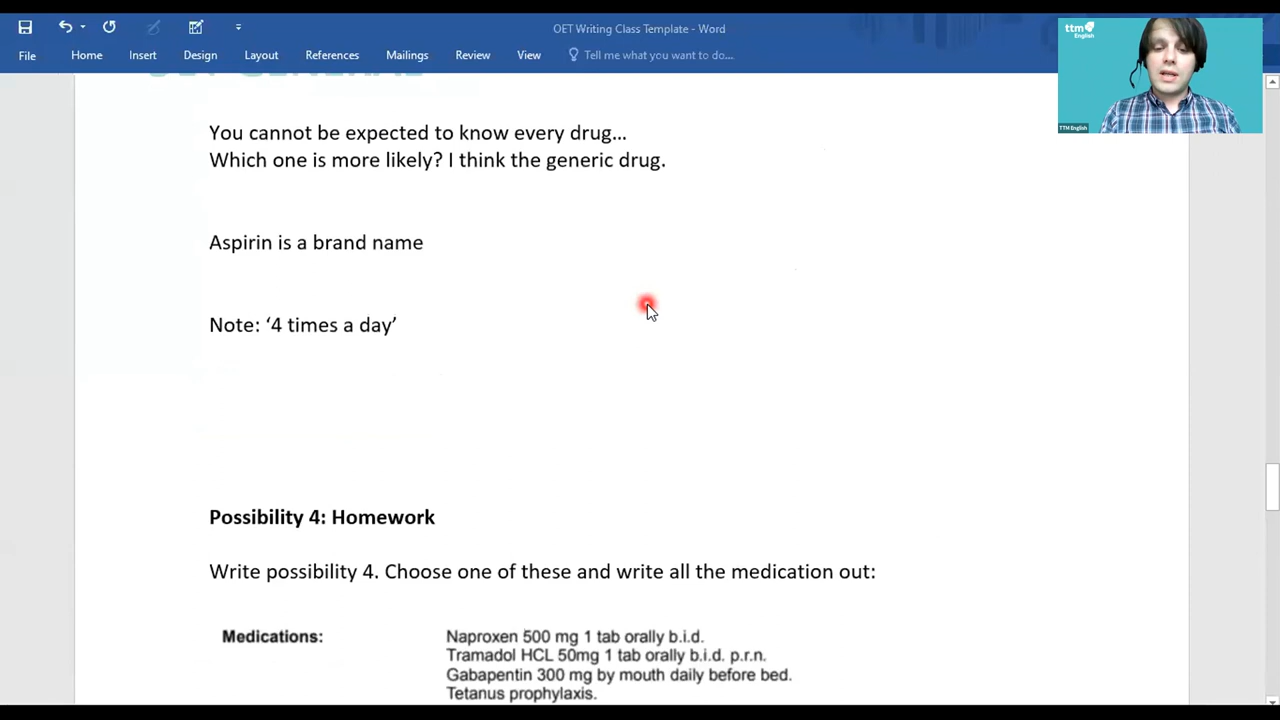 OET Writing Class Template - Word
File Home Insert Design Layout References Mailings Review View Tell me what you want to do...
ttm
English
TTM English
You cannot be expected to know every drug…
Which one is more likely? I think the generic drug.
Aspirin is a brand name
Note: ‘4 times a day’
Possibility 4: Homework
Write possibility 4. Choose one of these and write all the medication out:
Medications: Naproxen 500 mg 1 tab orally b.i.d.
Tramadol HCL 50mg 1 tab orally b.i.d. p.r.n.
Gabapentin 300 mg by mouth daily before bed.
Tetanus prophylaxis.